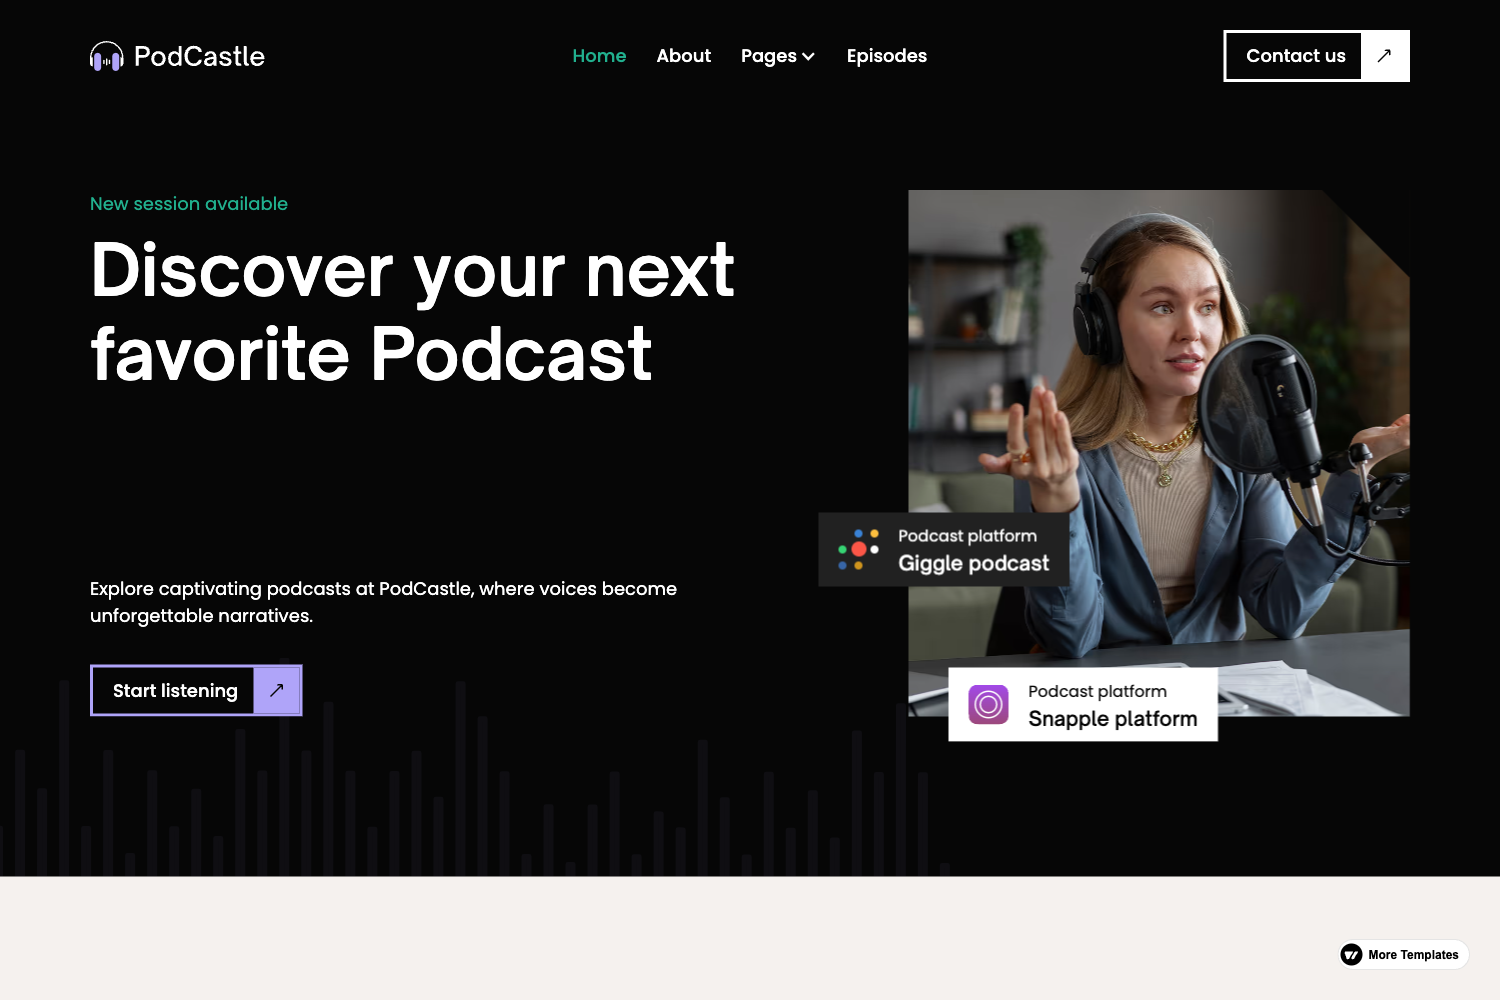 PodCastle
Home
About
Pages
Episodes
Contact us
New session available
Discover your next
favorite Podcast
Explore captivating podcasts at PodCastle, where voices become
unforgettable narratives.
Start listening
Podcast platform
Giggle podcast
Podcast platform
Snapple platform
More Templates